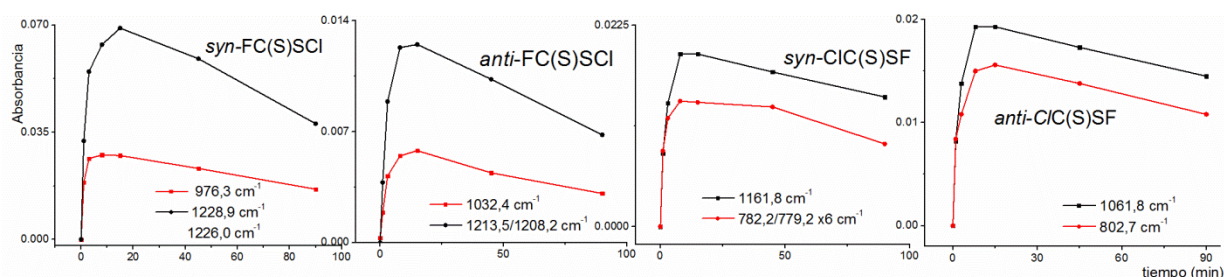 Absorbancia
0.070
0.035
0.000
syn-FC(S)SCl
976,3 cm-1
1228,9 cm-1
1226,0 cm-1
0 20 40 60 80 100
0.014
0.007
0.000
anti-FC(S)SCl
1032,4 cm-1
1213,5/1208,2 cm-1
0 50 100
0.0225
0.0000
syn-ClC(S)SF
1161,8 cm-1
782,2/779,2 x6 cm-1
0 50 100
0.02
0.01
0.00
anti-ClC(S)SF
1061,8 cm-1
802,7 cm-1
0 15 30 45 60 75 90
tiempo (min)